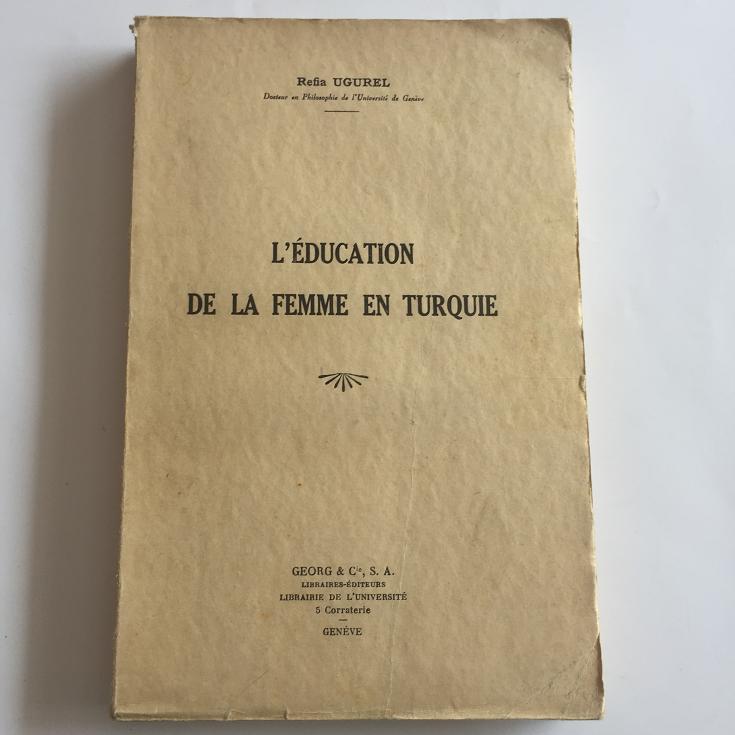 Refia UGUREL
Docteur en Philosophie de l'Université de Genève
L'ÉDUCATION
DE LA FEMME EN TURQUIE
GEORG & Cie, S. A.
LIBRAIRES-ÉDITEURS
LIBRAIRIE DE L'UNIVERSITÉ
5 Corraterie
GENÉVE